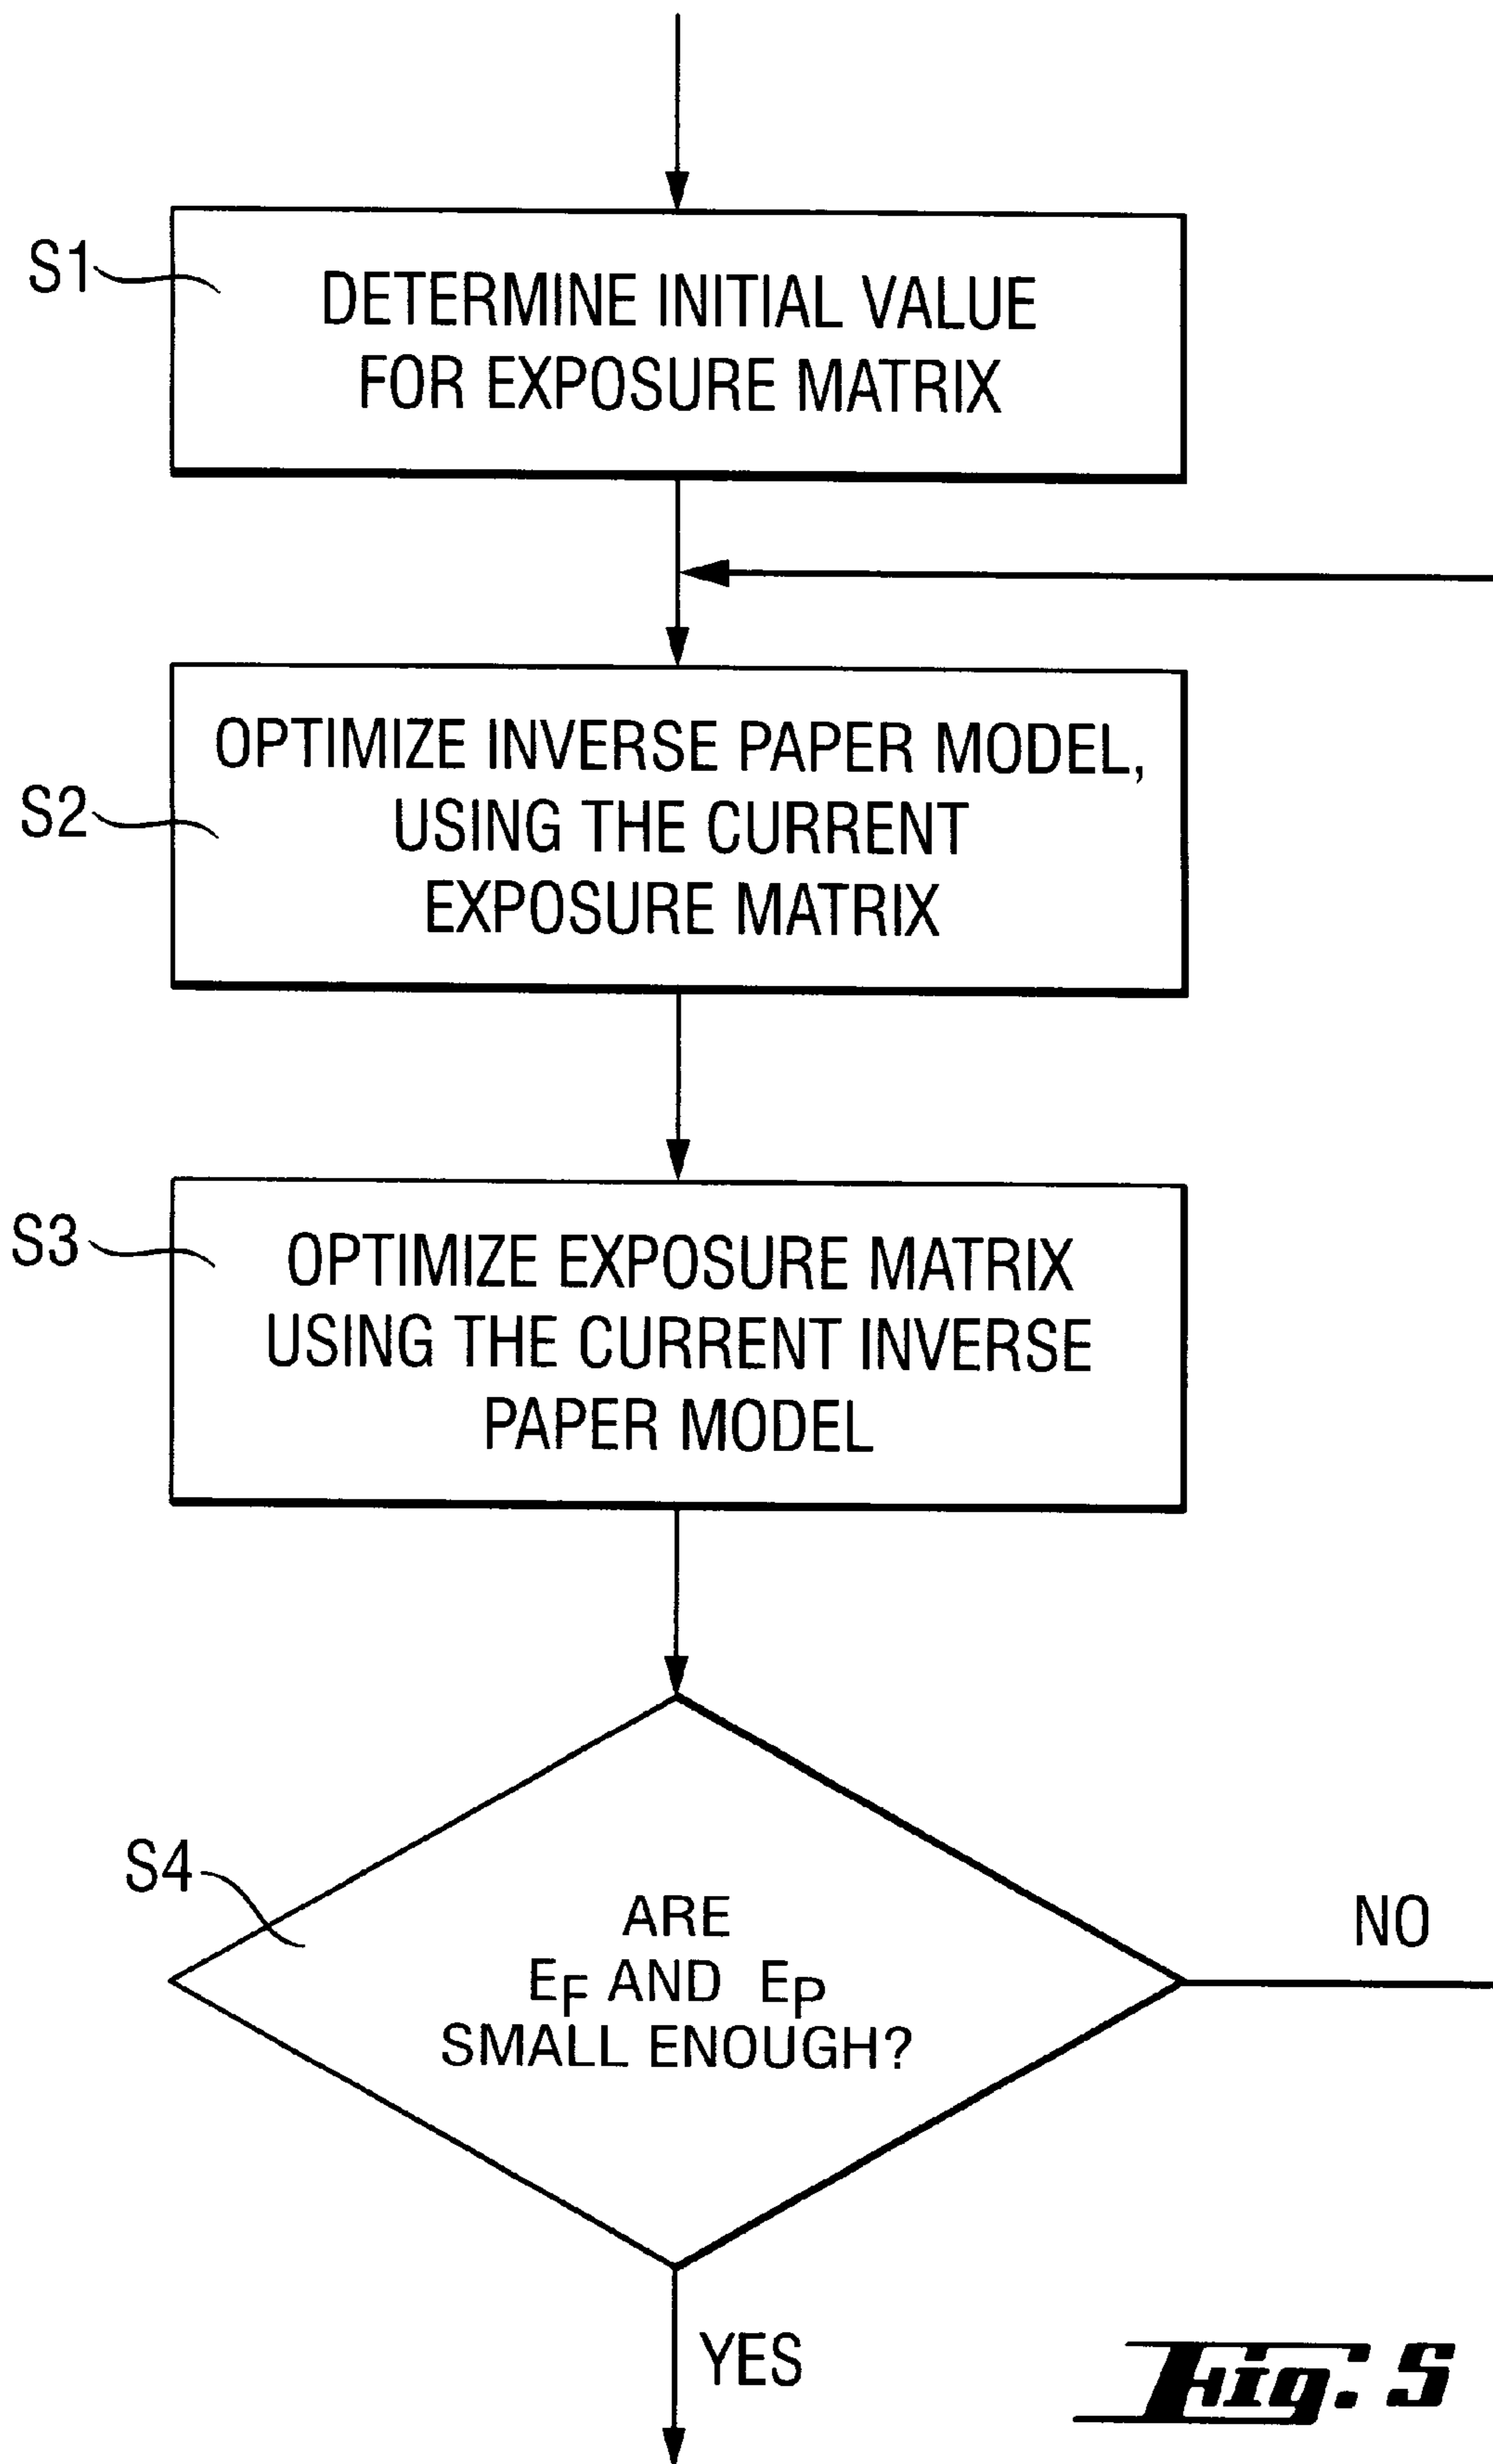 S1
DETERMINE INITIAL VALUE
FOR EXPOSURE MATRIX
S2
OPTIMIZE INVERSE PAPER MODEL,
USING THE CURRENT
EXPOSURE MATRIX
S3
OPTIMIZE EXPOSURE MATRIX
USING THE CURRENT INVERSE
PAPER MODEL
S4
ARE
EF AND EP
SMALL ENOUGH?
NO
YES
Fig. 5